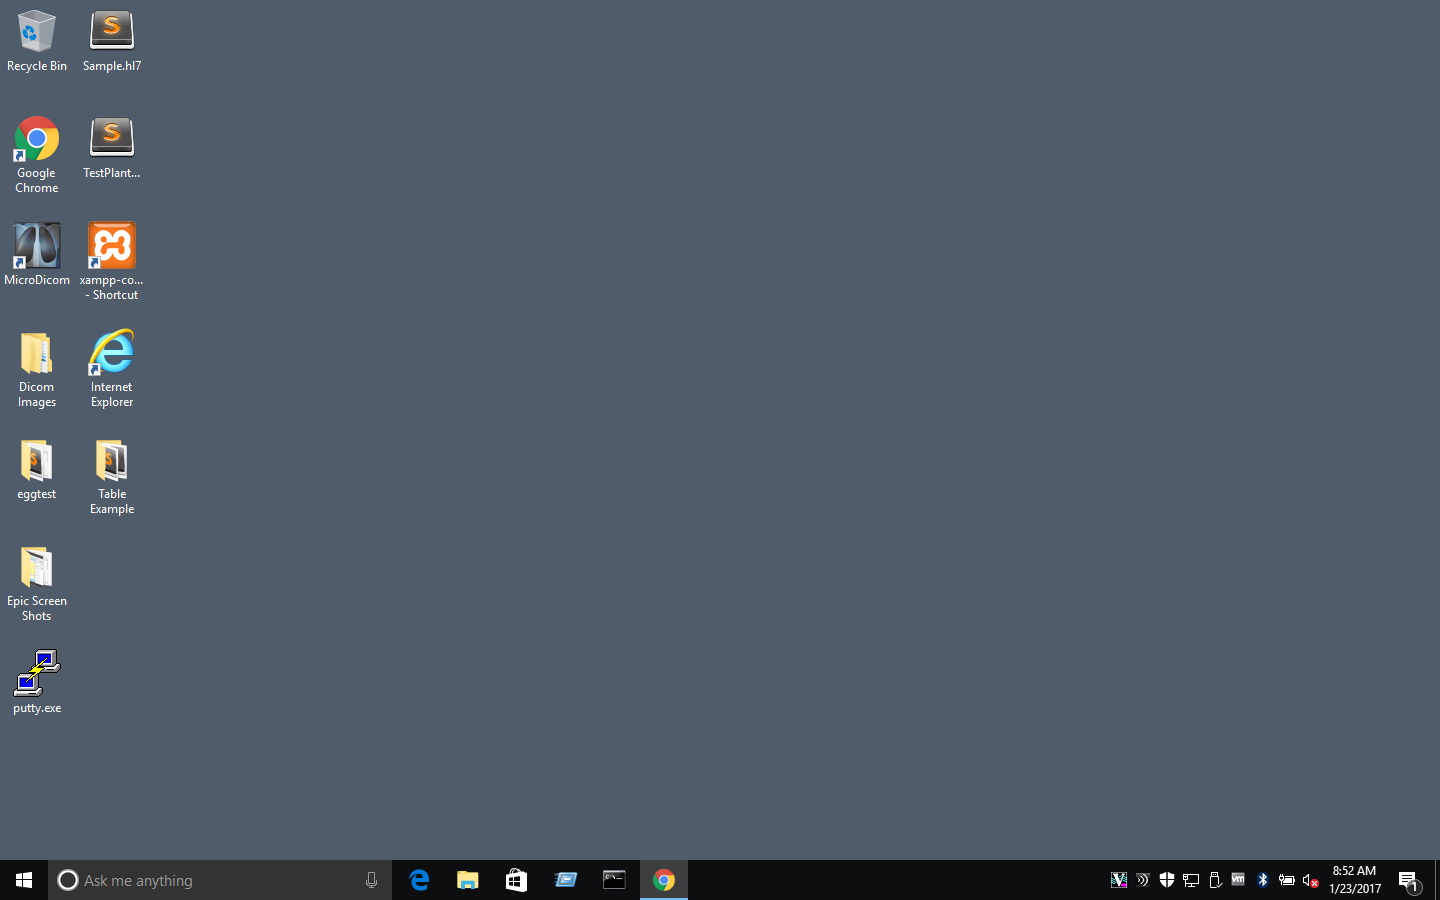 Recycle Bin
Sample.hl7
Google
Chrome
TestPlant...
MicroDicom
xampp-co...
- Shortcut
Dicom
Images
Internet
Explorer
eggtest
Table
Example
Epic Screen
Shots
putty.exe
Ask me anything
8:52 AM
1/23/2017
1